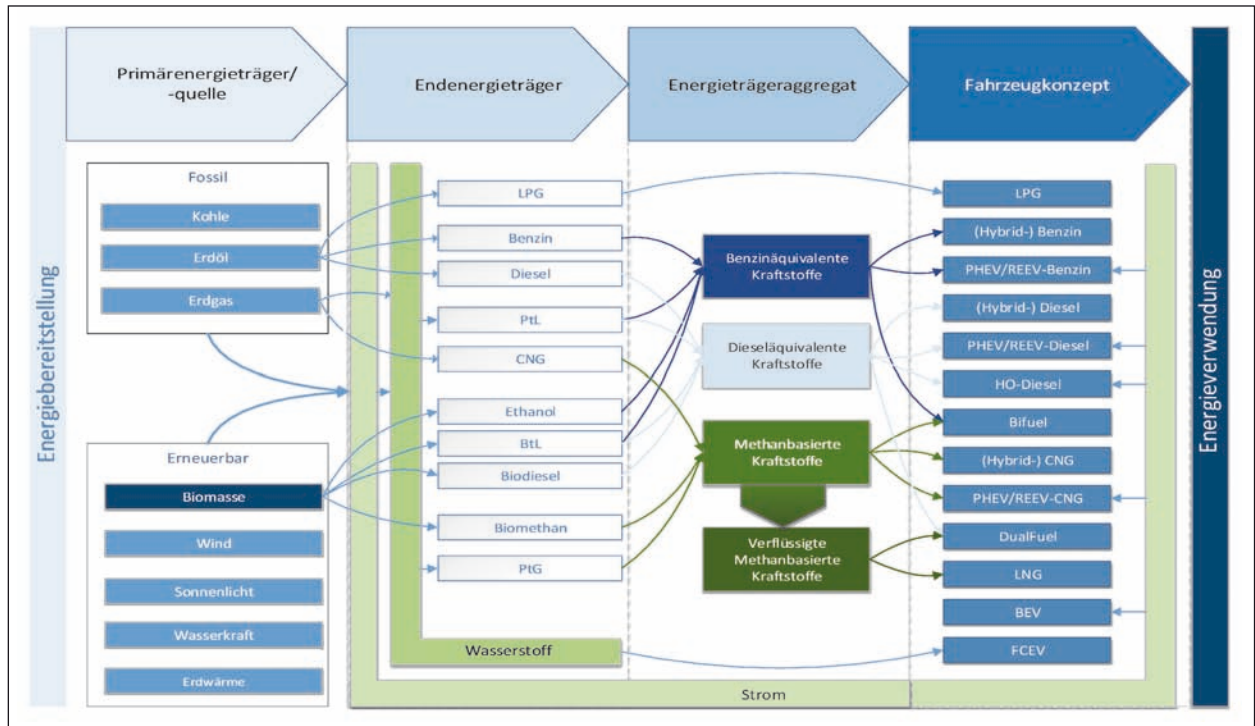 Energiebereitstellung
Primärenergieträger/
-quelle
Endenergieträger
Energieträgeraggregat
Fahrzeugkonzept
Energieverwendung
Fossil
Kohle
Erdöl
Erdgas
Erneuerbar
Biomasse
Wind
Sonnenlicht
Wasserkraft
Erdwärme
LPG
Benzin
Diesel
PtL
CNG
Ethanol
BtL
Biodiesel
Biomethan
PtG
Wasserstoff
Strom
Benzinäquivalente
Kraftstoffe
Dieseläquivalente
Kraftstoffe
Methanbasierte
Kraftstoffe
Verflüssigte
Methanbasierte
Kraftstoffe
LPG
(Hybrid-) Benzin
PHEV/REEV-Benzin
(Hybrid-) Diesel
PHEV/REEV-Diesel
HO-Diesel
Bifuel
(Hybrid-) CNG
PHEV/REEV-CNG
DualFuel
LNG
BEV
FCEV